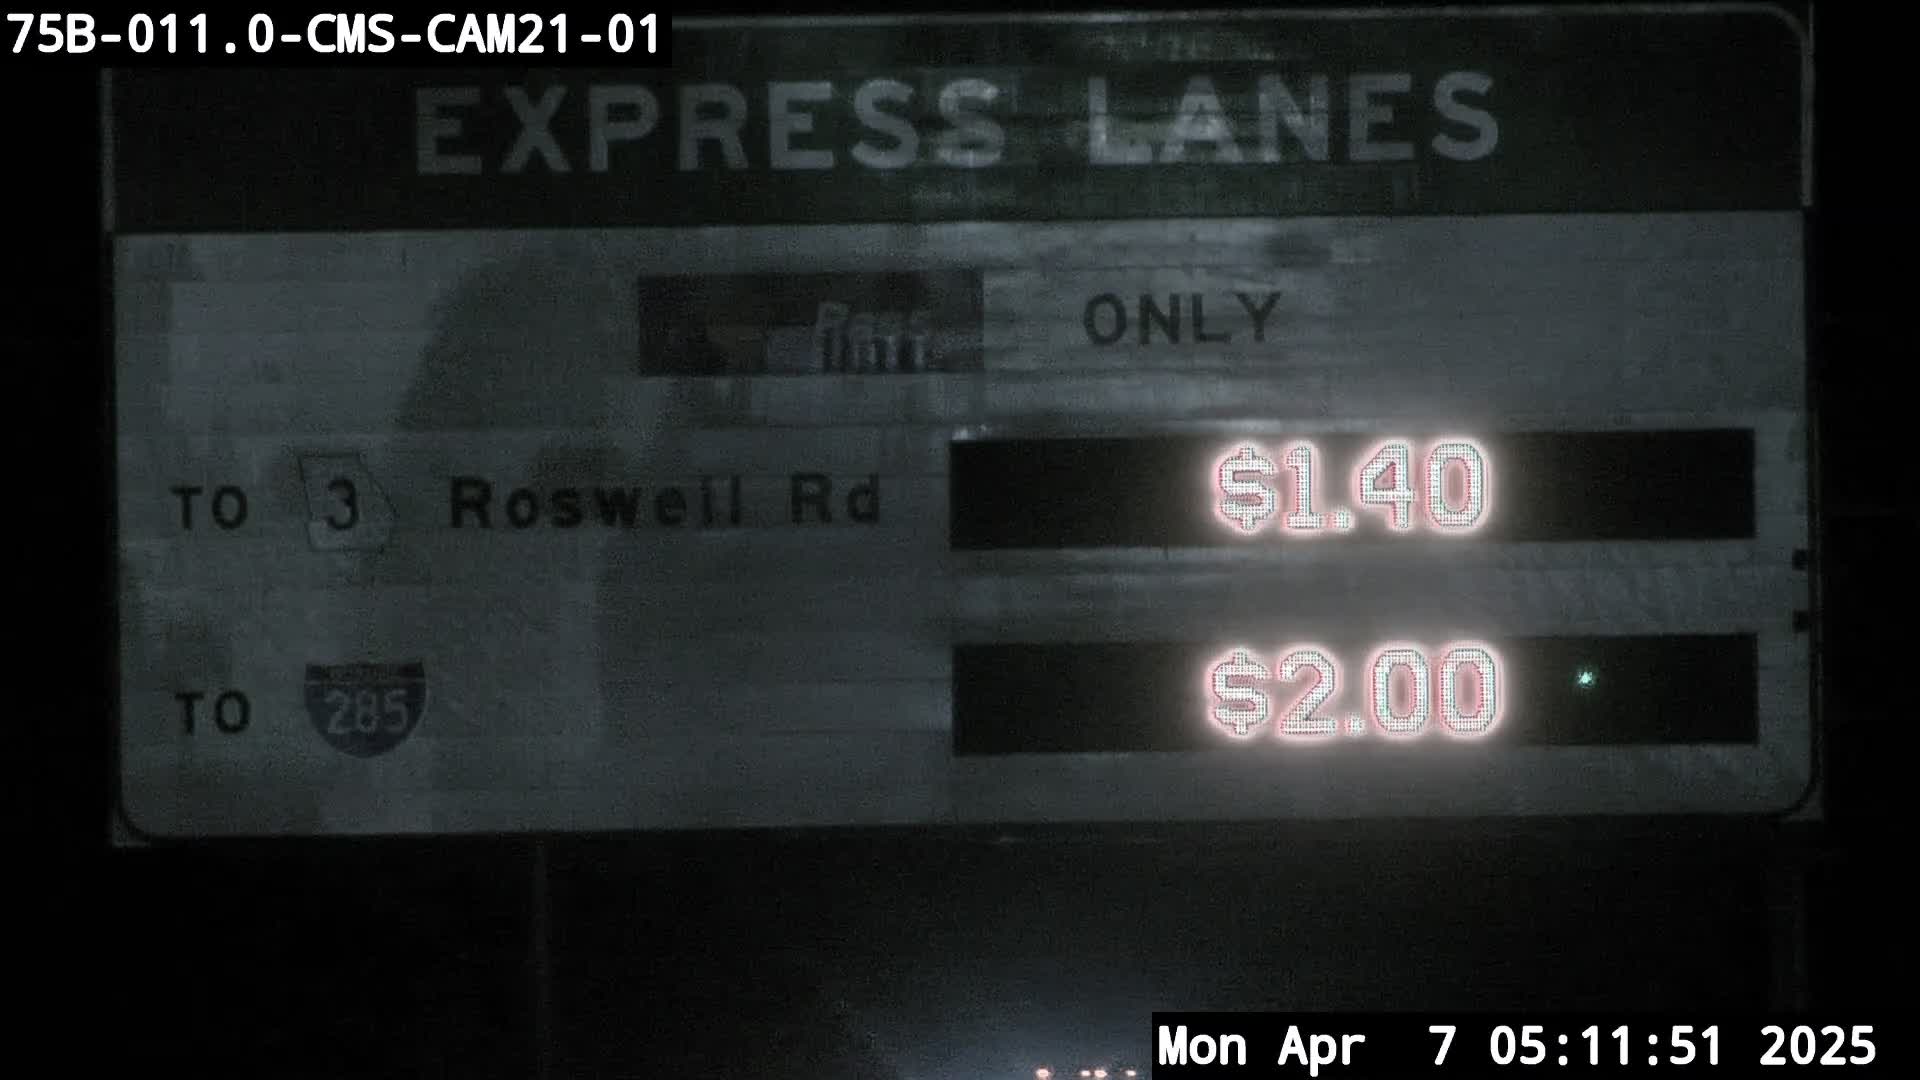 75B-011.0-CMS-CAM21-01
EXPRESS LANES
ONLY
TO 3 Roswell Rd $1.40
TO 285 $2.00
Mon Apr 7 05:11:51 2025